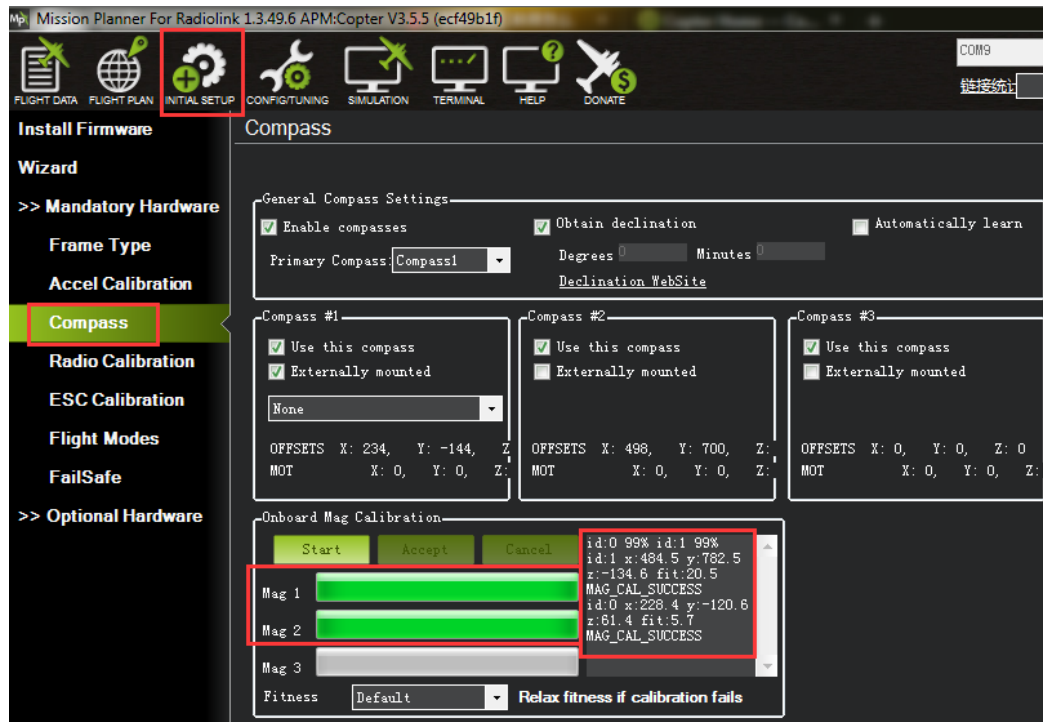 Mission Planner For Radiolink 1.3.49.6 APM:Copter V3.5.5 (ecf49b1f)
FLIGHT DATA FLIGHT PLAN INITIAL SETUP CONFIG/TUNING SIMULATION TERMINAL HELP DONATE
COM9
链接统计
Install Firmware
Wizard
>> Mandatory Hardware
Frame Type
Accel Calibration
Compass
Radio Calibration
ESC Calibration
Flight Modes
FailSafe
>> Optional Hardware
Compass
General Compass Settings
Enable compasses Obtain declination Automatically learn
Primary Compass: Compass1 Degrees 0 Minutes 0
Declination WebSite
Compass #1
Use this compass
Externally mounted
None
OFFSETS X: 234, Y: -144, Z
MOT X: 0, Y: 0, Z:
Compass #2
Use this compass
Externally mounted
OFFSETS X: 498, Y: 700, Z:
MOT X: 0, Y: 0, Z:
Compass #3
Use this compass
Externally mounted
OFFSETS X: 0, Y: 0, Z: 0
MOT X: 0, Y: 0, Z:
Onboard Mag Calibration
Start Accept Cancel
Mag 1
Mag 2
Mag 3
id:0 99% id:1 99%
id:1 x:484.5 y:782.5
z:-134.6 fit:20.5
MAG_CAL_SUCCESS
id:0 x:228.4 y:-120.6
z:61.4 fit:5.7
MAG_CAL_SUCCESS
Fitness Default Relax fitness if calibration fails